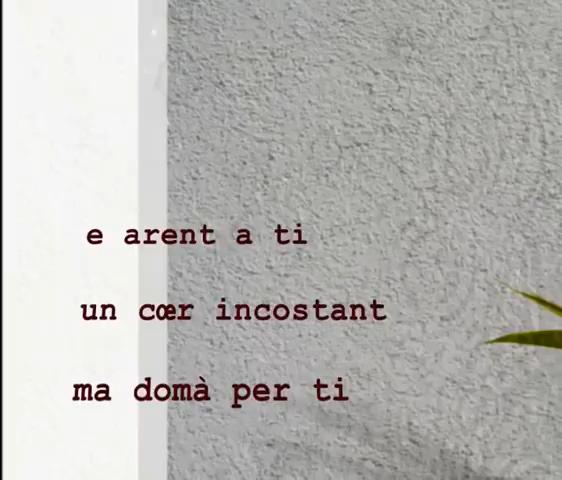 e arent a ti
un cœr incostant
ma domà per ti